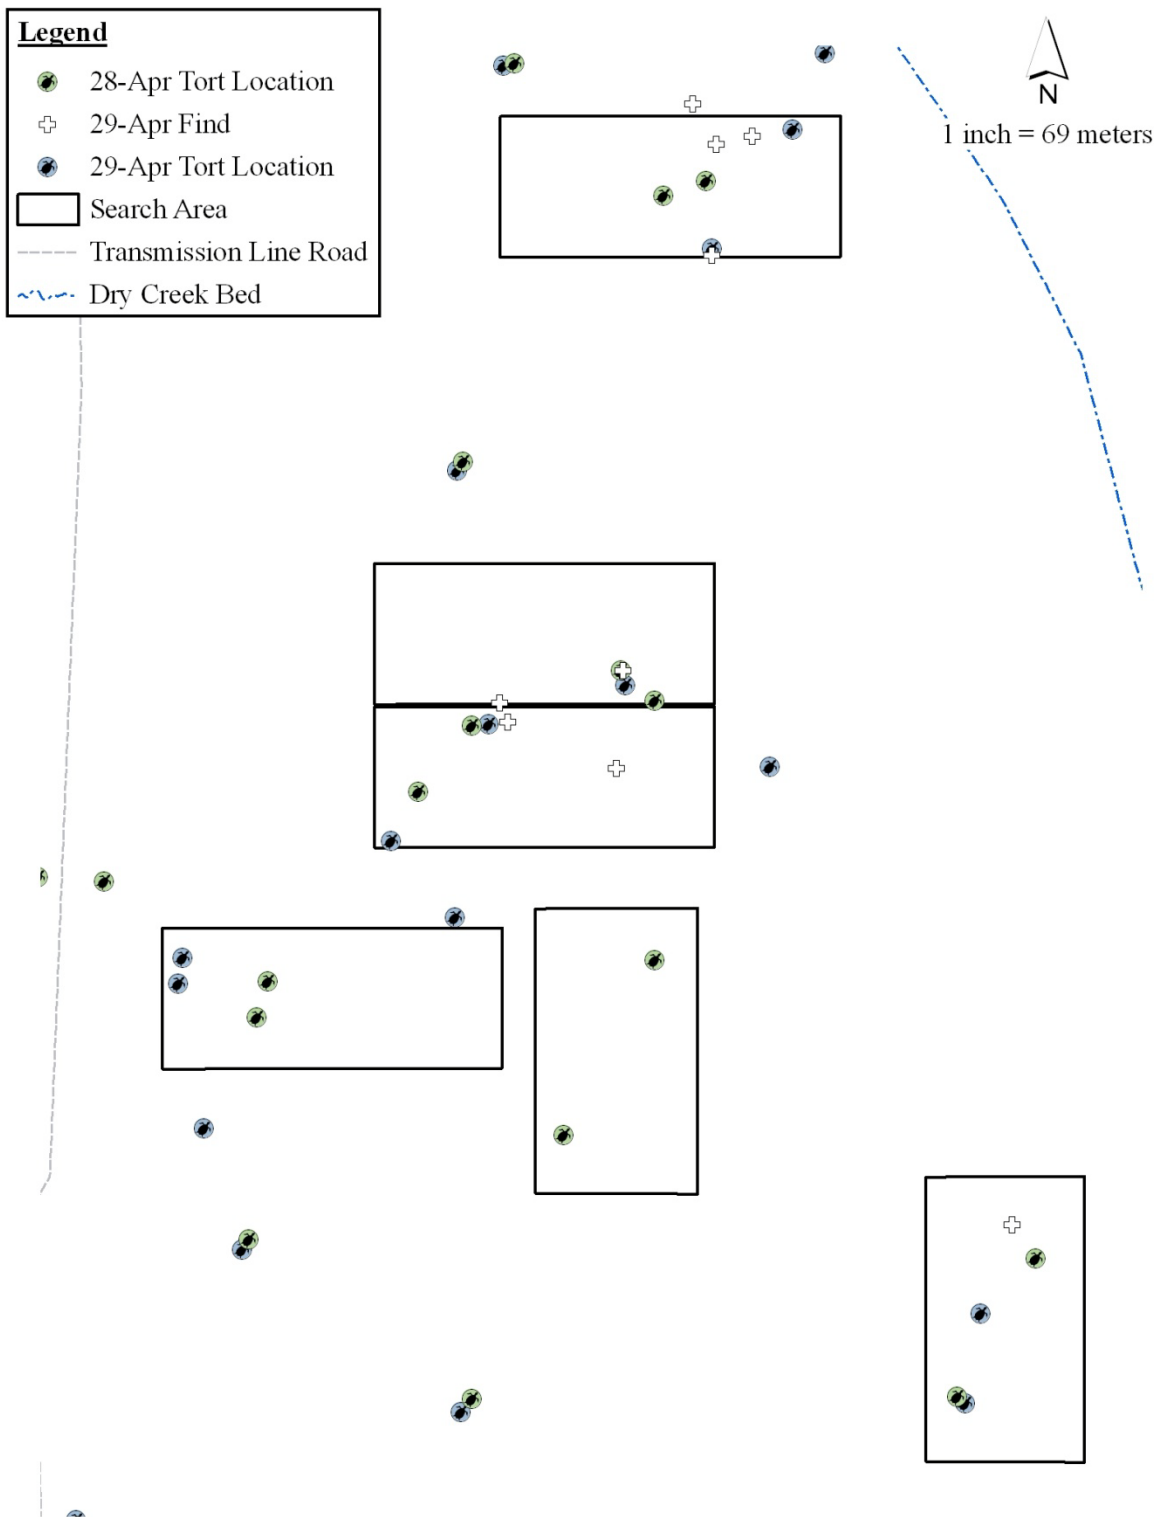 Legend
28-Apr Tort Location
29-Apr Find
29-Apr Tort Location
Search Area
Transmission Line Road
Dry Creek Bed
N
1 inch = 69 meters